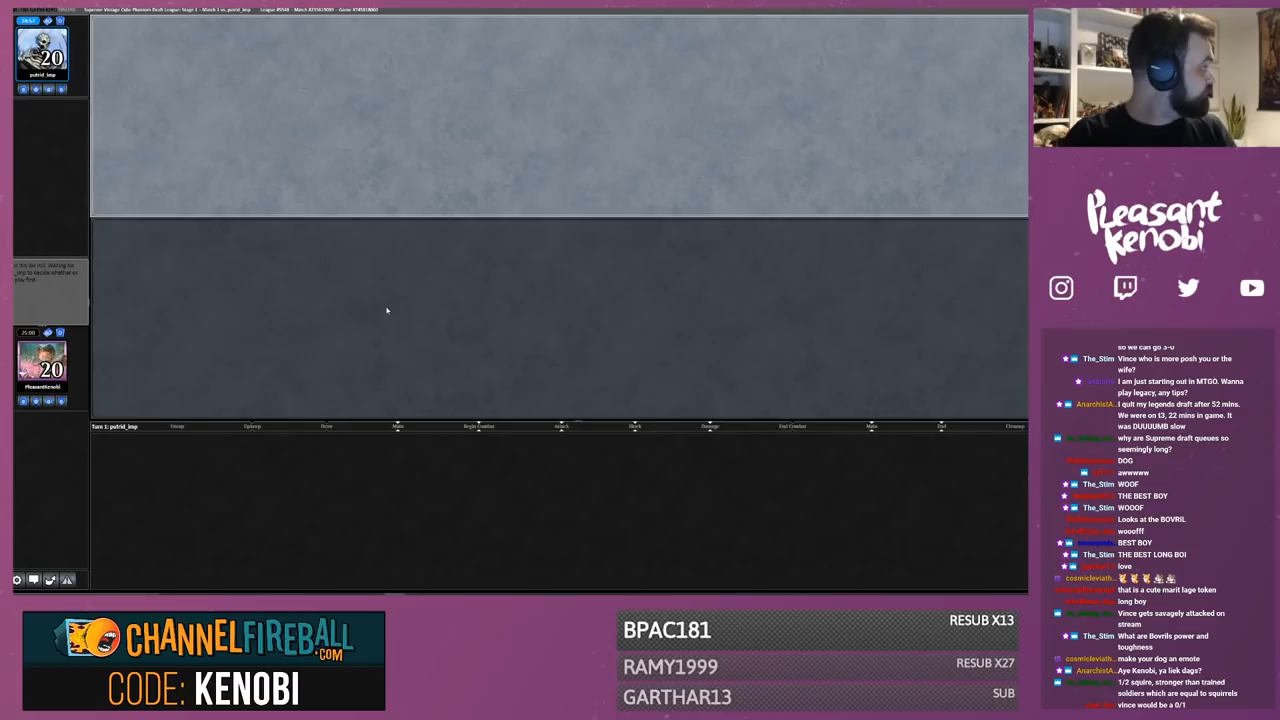 Supreme Vintage Cube Phantom Draft League: Stage 1 - Match 1 vs. putrid_imp
24:57
20
putrid_imp
25:00
20
PleasantKenobi
Turn 1: putrid_imp
Upkeep
Draw
Main
Begin Combat
Attack
Block
Damage
End Combat
Main
End
Cleanup
Pleasant
Kenobi
so we can go 3-0
The_Stim Vince who is more posh you or the
wife?
I am just starting out in MTGO. Wanna
play legacy, any tips?
AnarchistA... I quit my legends draft after 52 mins.
We were on t3, 22 mins in game. It
was DUUUUMB slow
why are Supreme draft queues so
seemingly long?
DOG
awwwww
The_Stim WOOF
THE BEST BOY
The_Stim WOOOF
Looks at the BOVRIL
wooofff
BEST BOY
The_Stim THE BEST LONG BOI
love
cosmicleviath...
that is a cute marit lage token
long boy
Vince gets savagely attacked on
stream
The_Stim What are Bovrils power and
toughness
cosmicleviath... make your dog an emote
AnarchistA... Aye Kenobi, ya liek dags?
1/2 squire, stronger than trained
soldiers which are equal to squirrels
vince would be a 0/1
CHANNELFIREBALL
.COM
CODE: KENOBI
BPAC181 RESUB X13
RAMY1999 RESUB X27
GARTHAR13 SUB